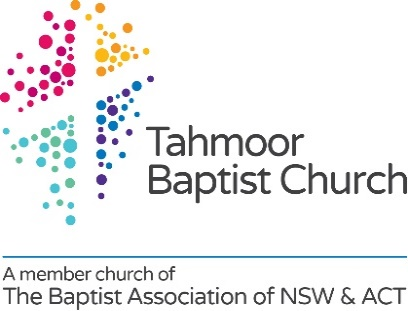 Tahmoor
Baptist Church
A member church of
The Baptist Association of NSW & ACT